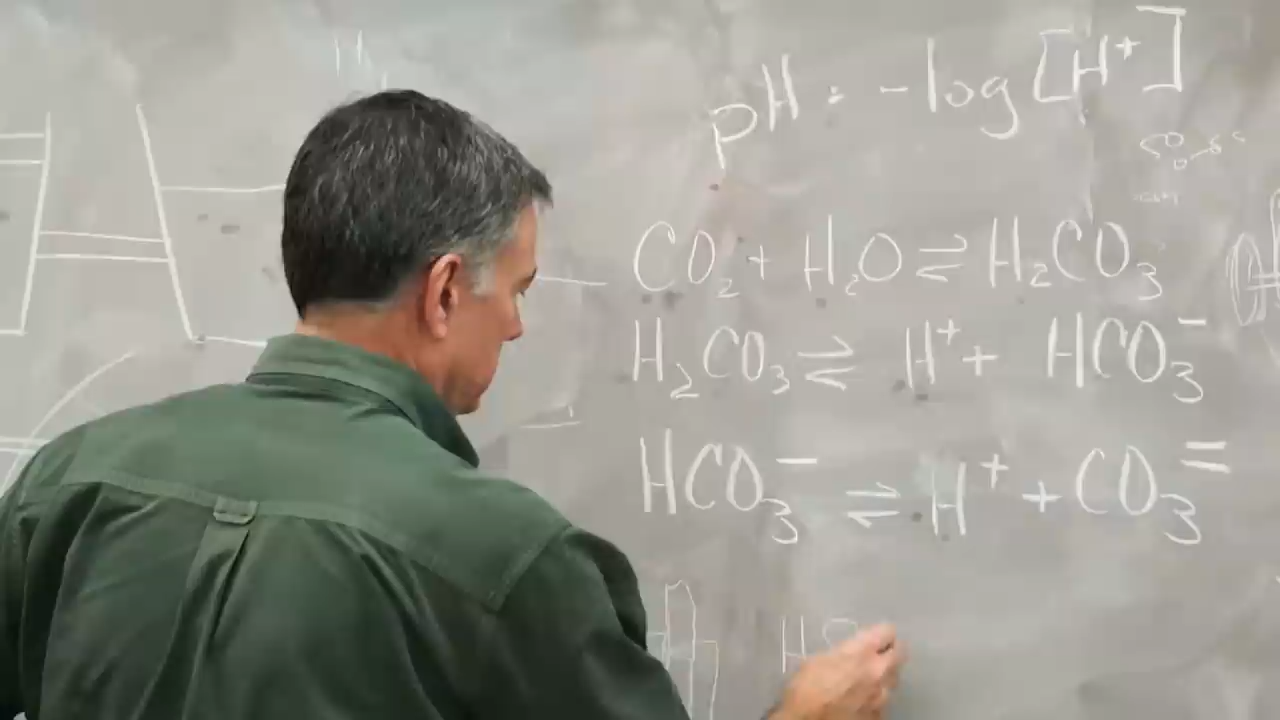 pH = -log [H⁺]
CO₂ + H₂O ⇌ H₂CO₃
H₂CO₃ ⇌ H⁺ + HCO₃⁻
HCO₃⁻ ⇌ H⁺ + CO₃⁼
H